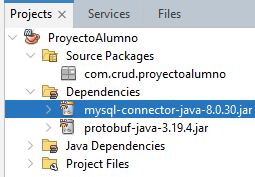 Projects
Services
Files
ProyectoAlumno
Source Packages
com.crud.proyectoalumno
Dependencies
mysql-connector-java-8.0.30.jar
protobuf-java-3.19.4.jar
Java Dependencies
Project Files